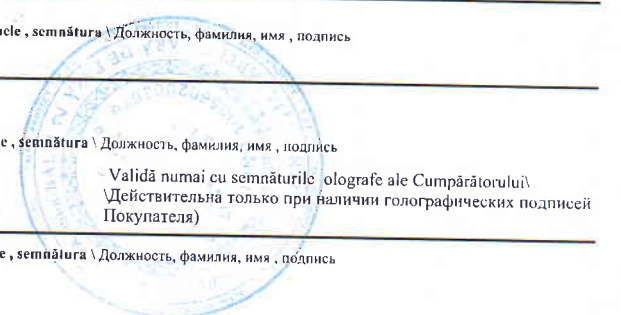 semnătura \ Должность, фамилия, имя , подпись
semnătura \ Должность, фамилия, имя , подпись
Validă numai cu semnăturile olografe ale Cumpărătorului\
\Действительна только при наличии голографических подписей
Покупателя)
semnătura \ Должность, фамилия, имя , подпись